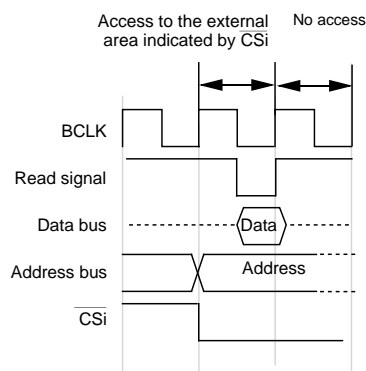 Access to the external
area indicated by CSi
No access
BCLK
Read signal
Data bus
Data
Address bus
Address
CSi